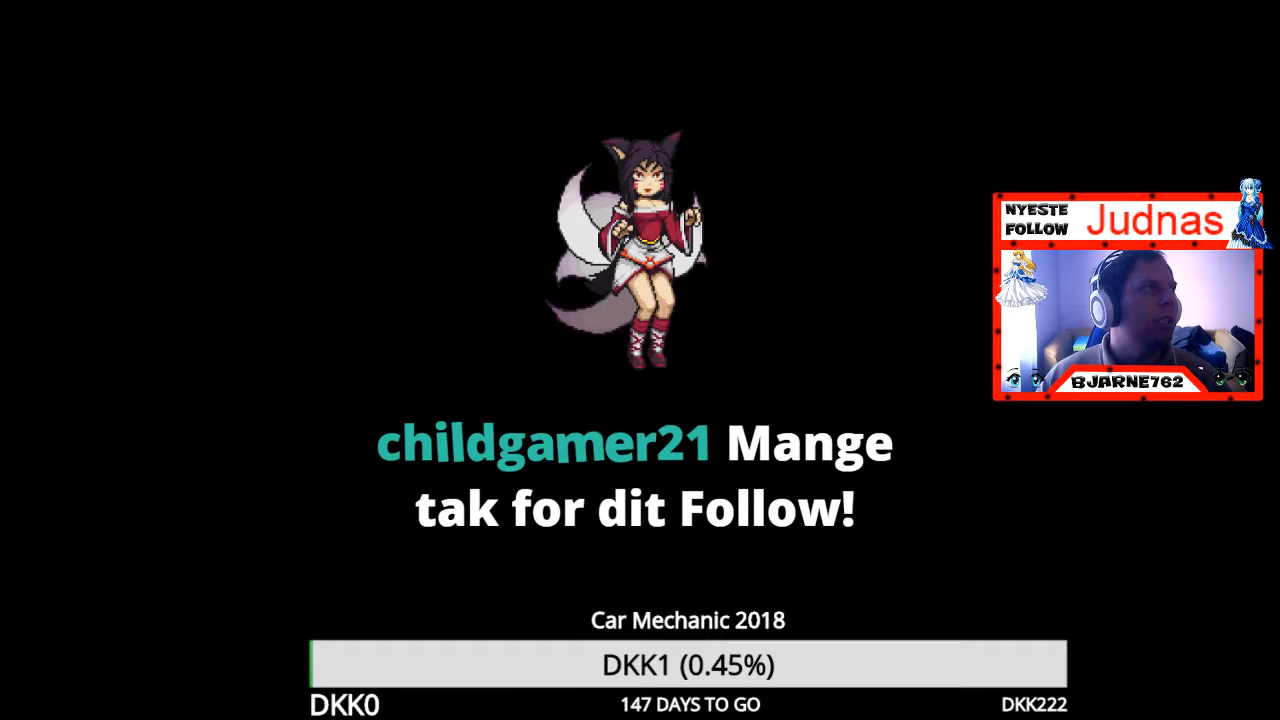 NYESTE
FOLLOW
Judnas
BJARNE762
childgamer21 Mange
tak for dit Follow!
Car Mechanic 2018
DKK1 (0.45%)
DKK0
147 DAYS TO GO
DKK222